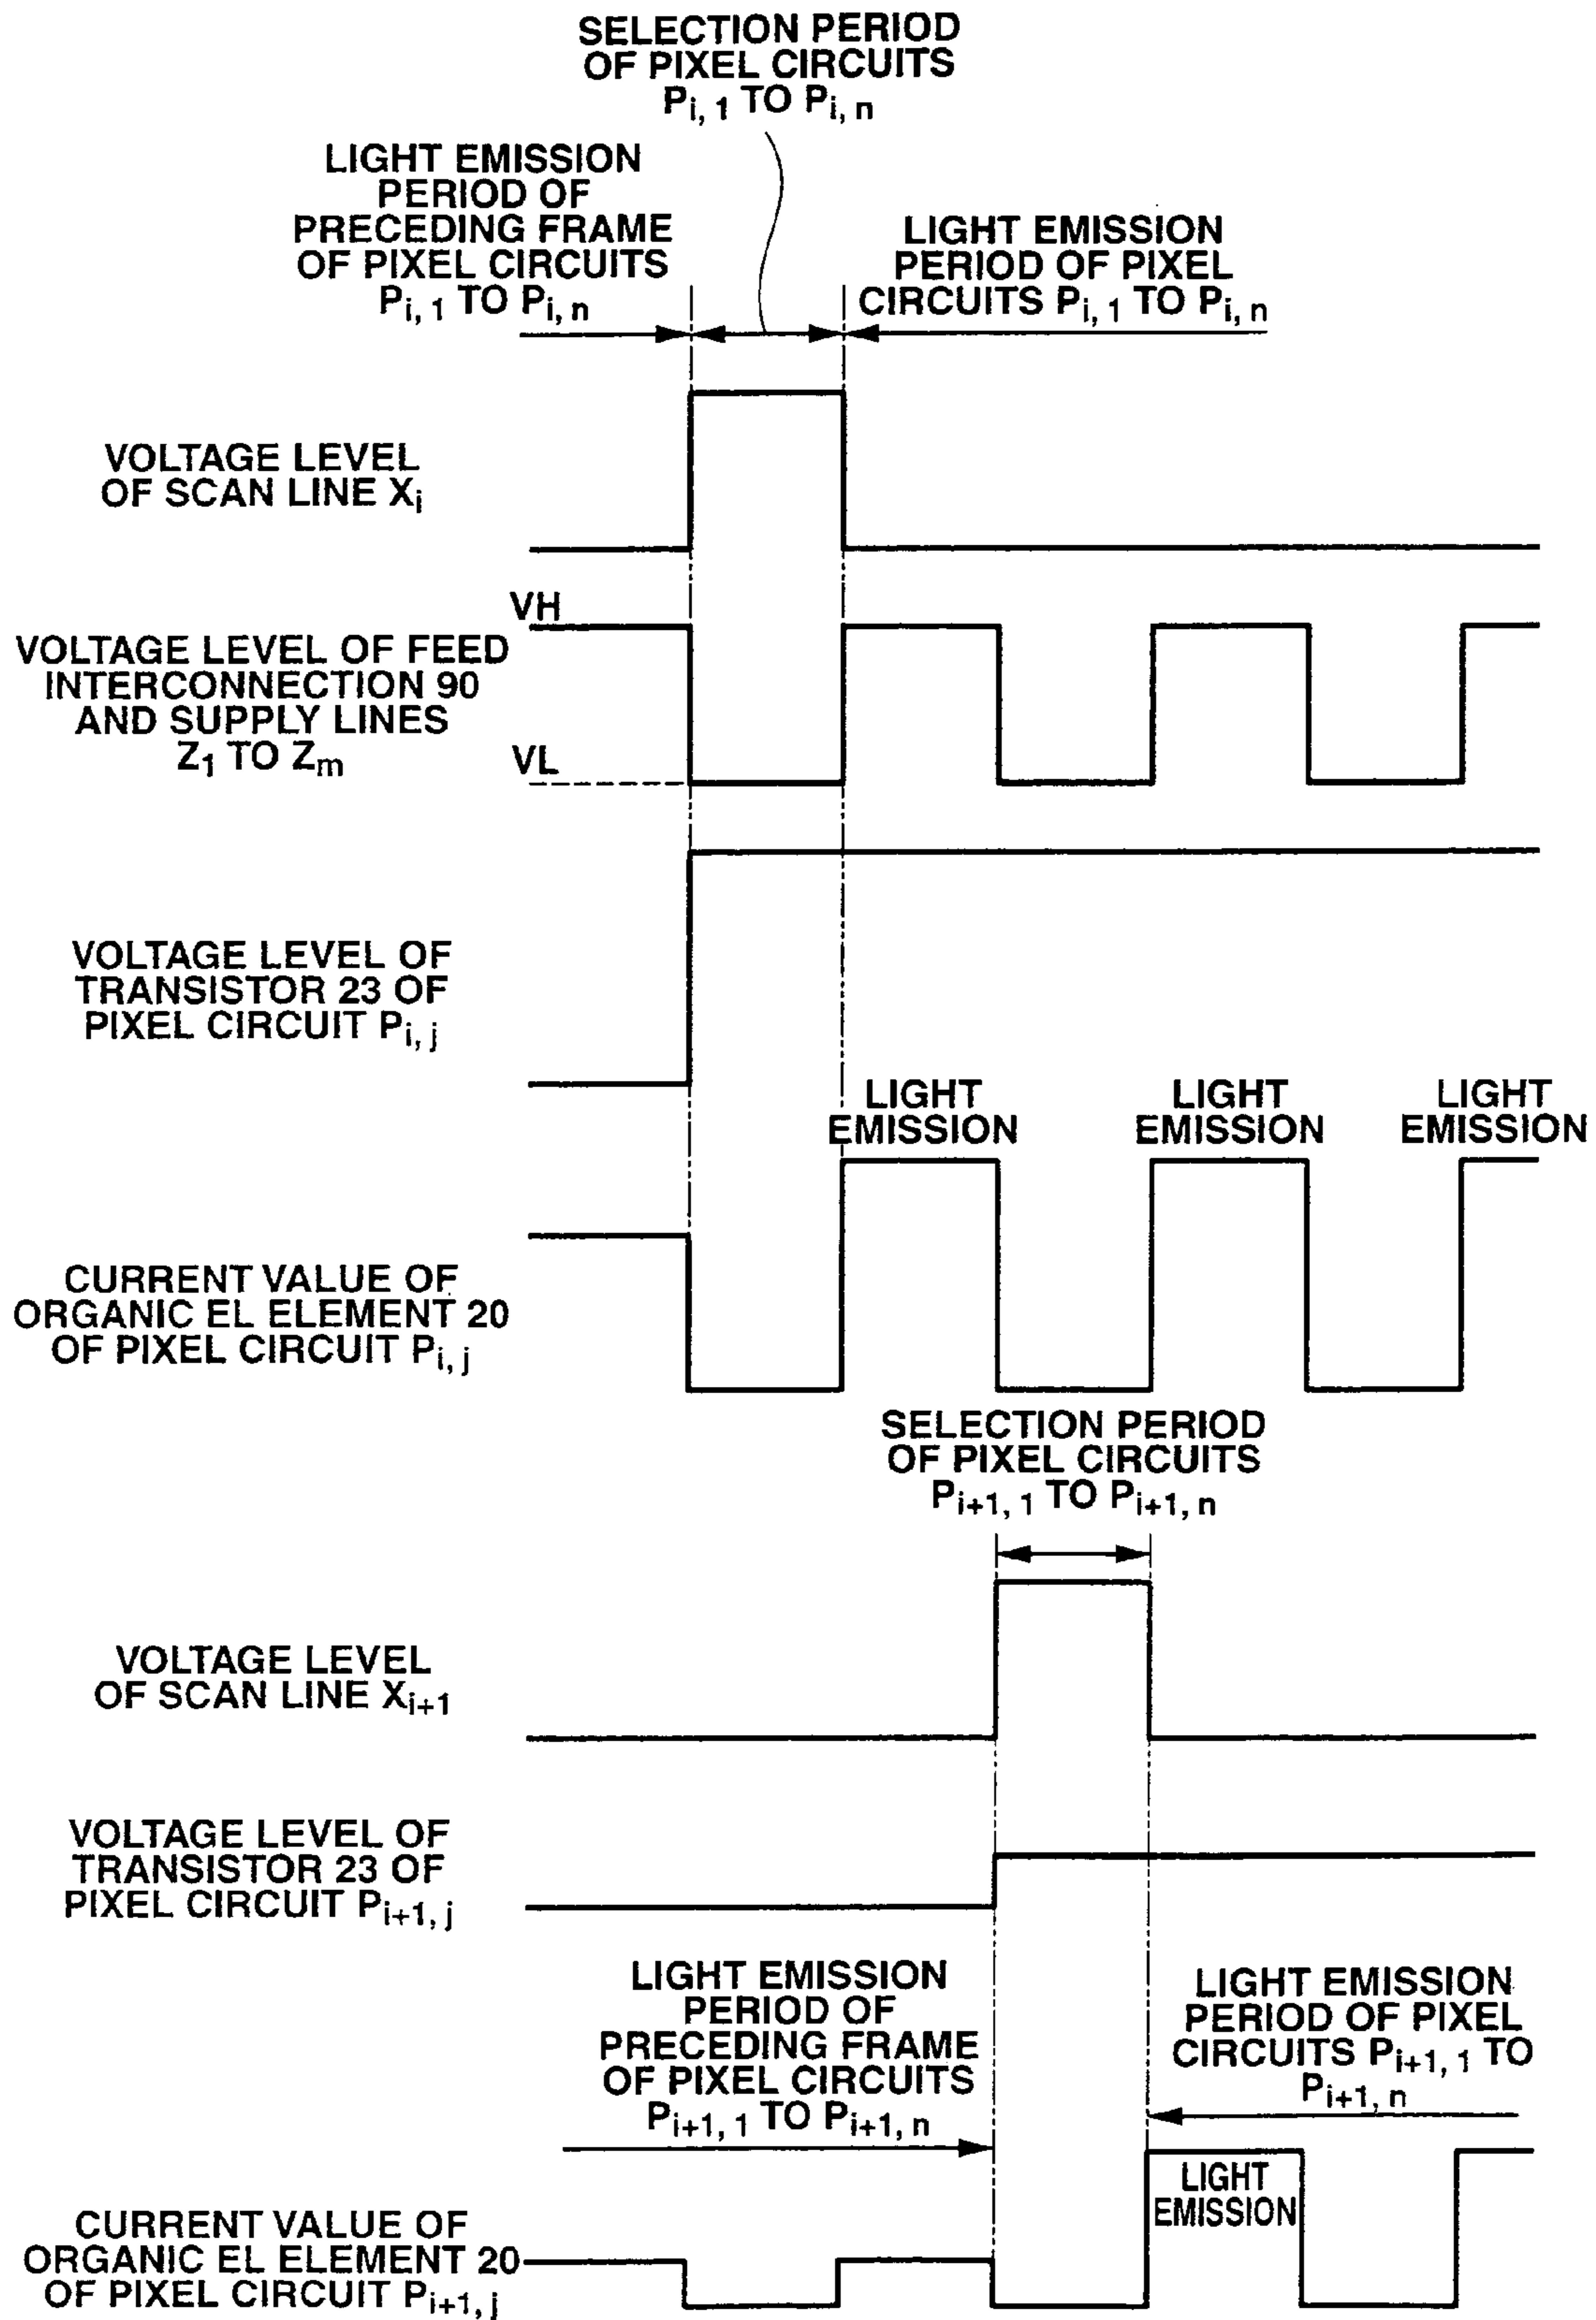 SELECTION PERIOD
OF PIXEL CIRCUITS
Pi, 1 TO Pi, n
LIGHT EMISSION
PERIOD OF
PRECEDING FRAME
OF PIXEL CIRCUITS
Pi, 1 TO Pi, n
LIGHT EMISSION
PERIOD OF PIXEL
CIRCUITS Pi, 1 TO Pi, n
VOLTAGE LEVEL
OF SCAN LINE Xi
VH
VOLTAGE LEVEL OF FEED
INTERCONNECTION 90
AND SUPPLY LINES
Z1 TO Zm
VL
VOLTAGE LEVEL OF
TRANSISTOR 23 OF
PIXEL CIRCUIT Pi, j
LIGHT
EMISSION
LIGHT
EMISSION
LIGHT
EMISSION
CURRENT VALUE OF
ORGANIC EL ELEMENT 20
OF PIXEL CIRCUIT Pi, j
SELECTION PERIOD
OF PIXEL CIRCUITS
Pi+1, 1 TO Pi+1, n
VOLTAGE LEVEL
OF SCAN LINE Xi+1
VOLTAGE LEVEL OF
TRANSISTOR 23 OF
PIXEL CIRCUIT Pi+1, j
LIGHT EMISSION
PERIOD OF
PRECEDING FRAME
OF PIXEL CIRCUITS
Pi+1, 1 TO Pi+1, n
LIGHT EMISSION
PERIOD OF PIXEL
CIRCUITS Pi+1, 1 TO
Pi+1, n
LIGHT
EMISSION
CURRENT VALUE OF
ORGANIC EL ELEMENT 20
OF PIXEL CIRCUIT Pi+1, j